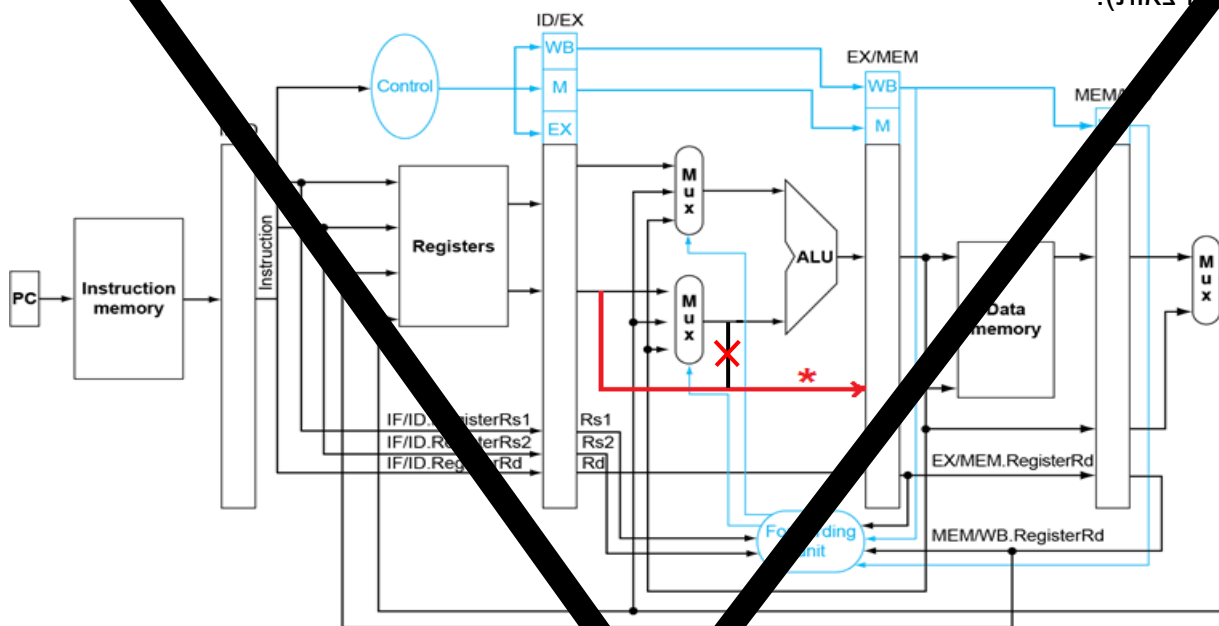 ID/EX
WB
EX/MEM
Control
M
WB
EX
M
Mux
Instruction
Registers
ALU
PC
Instruction memory
Mux
Mux
memory
*
Rs1
Rs2
Rd
EX/MEM.RegisterRd
MEM/WB.RegisterRd